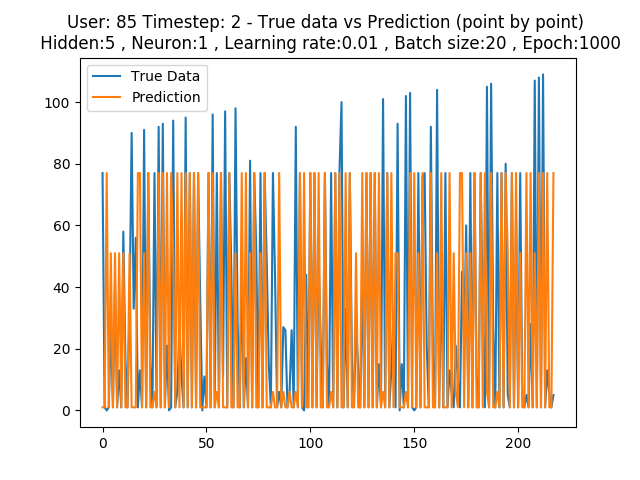 User: 85 Timestep: 2 - True data vs Prediction (point by point)
Hidden:5 , Neuron:1 , Learning rate:0.01 , Batch size:20 , Epoch:1000
True Data
Prediction
100
80
60
40
20
0
0 50 100 150 200